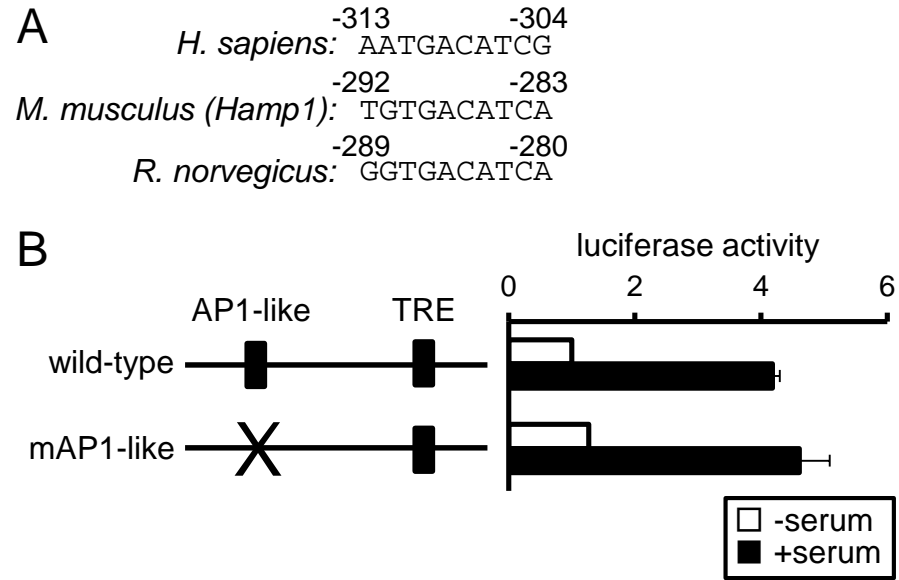 A
-313 -304
H. sapiens: AATGACATCG
-292 -283
M. musculus (Hamp1): TGTGACATCA
-289 -280
R. norvegicus: GGTGACATCA
B
luciferase activity
0 2 4 6
AP1-like TRE
wild-type
mAP1-like
-serum
+serum